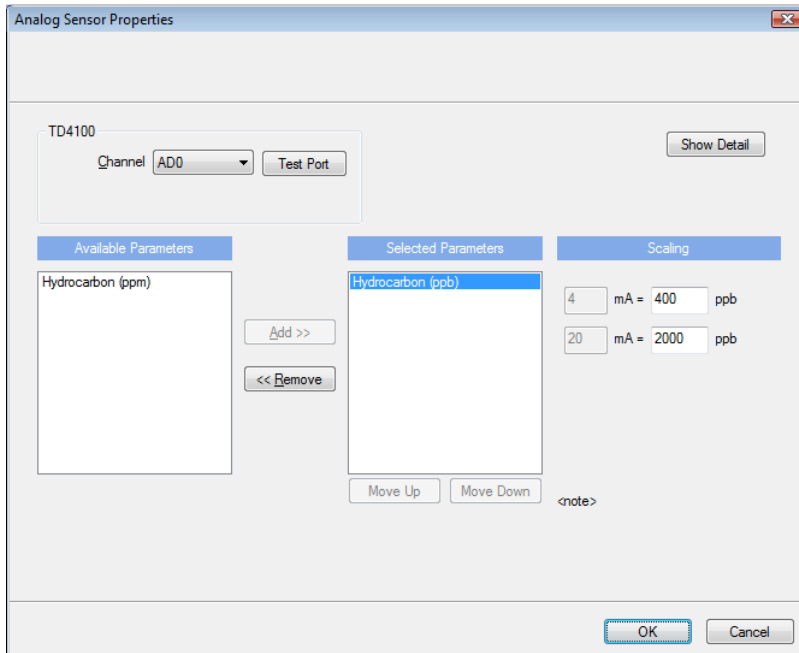 Analog Sensor Properties
TD4100
Channel AD0 Test Port
Show Detail
Available Parameters
Selected Parameters
Scaling
Hydrocarbon (ppm)
Hydrocarbon (ppb)
4 mA = 400 ppb
20 mA = 2000 ppb
Add >>
<< Remove
Move Up Move Down
<note>
OK Cancel